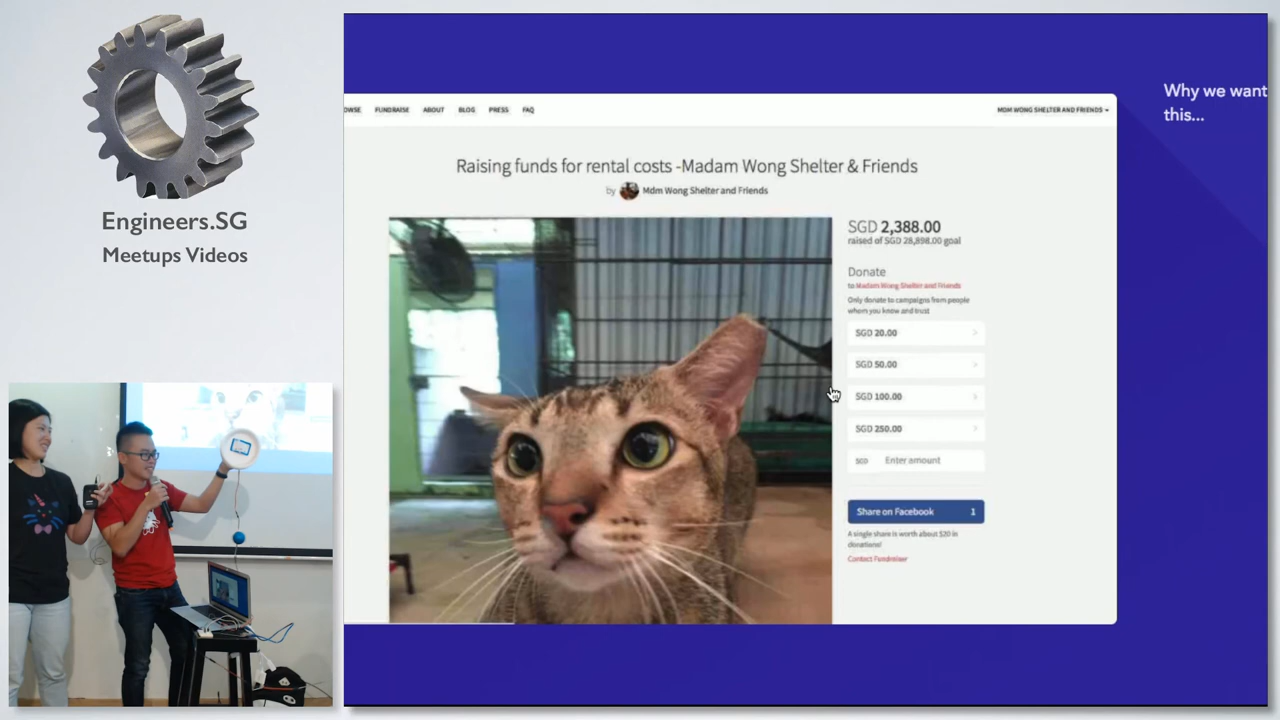 Engineers.SG
Meetups Videos
Why we want
this...
OWSE FUNDRAISE ABOUT BLOG PRESS FAQ
MDM WONG SHELTER AND FRIENDS
Raising funds for rental costs -Madam Wong Shelter & Friends
by Mdm Wong Shelter and Friends
SGD 2,388.00
raised of SGD 28,898.00 goal
Donate
to Madam Wong Shelter and Friends
Only donate to campaigns from people
whom you know and trust
SGD 20.00
SGD 50.00
SGD 100.00
SGD 250.00
SGD Enter amount
Share on Facebook 1
A single share is worth about $20 in
donations!
Contact Fundraiser